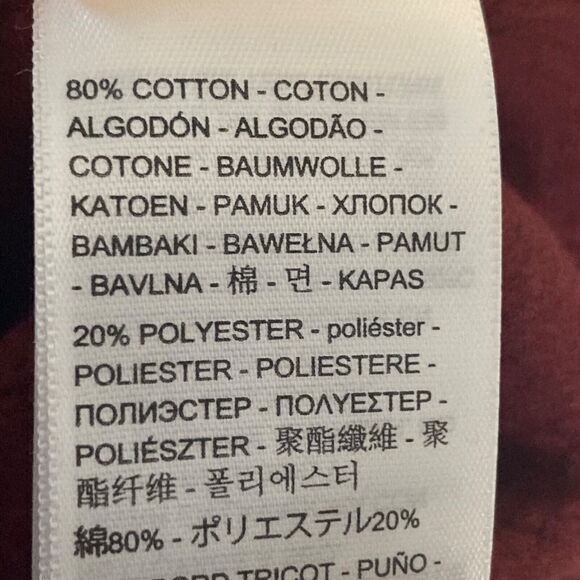 80% COTTON - COTON -
ALGODÓN - ALGODÃO -
COTONE - BAUMWOLLE -
KATOEN - PAMUK - ХЛОПОК -
BAMBAKI - BAWEŁNA - PAMUT
- BAVLNA - 棉 - 면 - KAPAS
20% POLYESTER - poliéster -
POLIESTER - POLIESTERE -
ПОЛИЭСТЕР - ΠΟΛΥΕΣΤΕΡ -
POLIÉSZTER - 聚酯纖維 - 聚
酯纤维 - 폴리에스터
綿80% - ポリエステル20%
TRICOT - PUÑO -